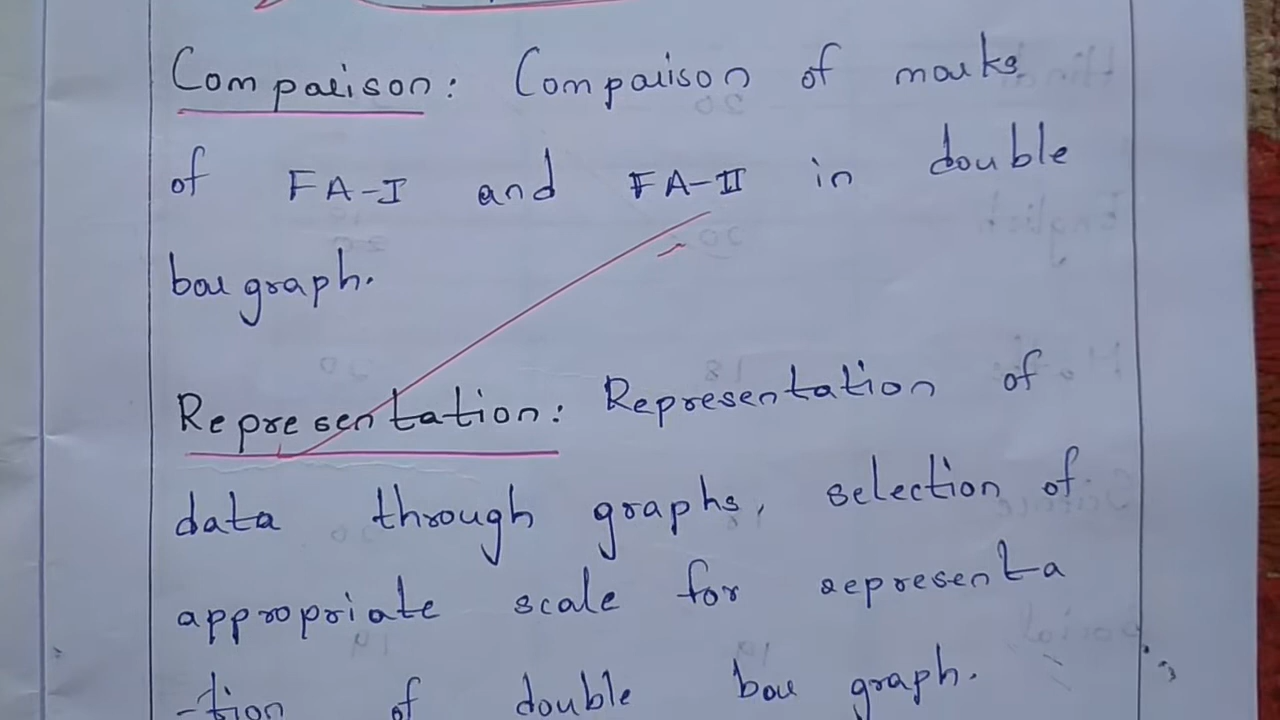 Comparison: Comparison of marks
of FA-I and FA-II in double
bar graph.
Representation: Representation of
data through graphs, selection of
appropriate scale for representa
-tion of double bar graph.